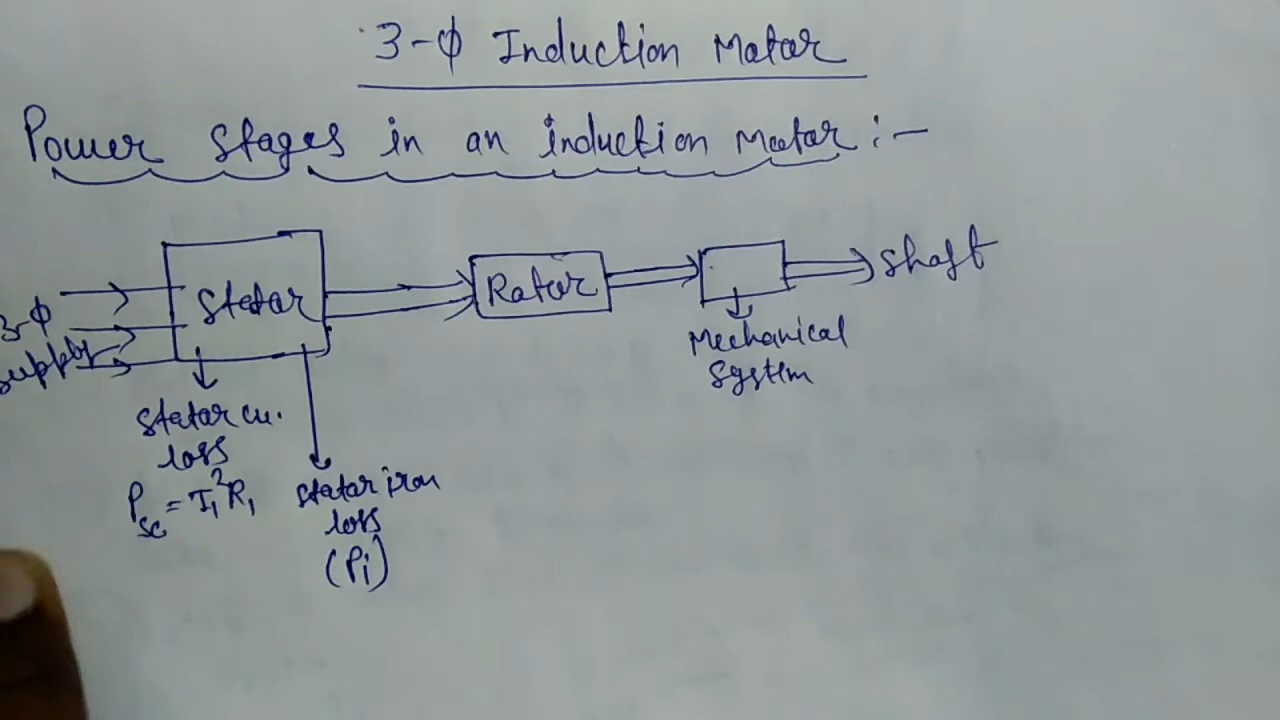 3-ϕ Induction Motor
Power stages in an induction Motor :-
3-ϕ
supply
Stator
Rotor
shaft
Mechanical
System
Stator cu.
loss
P_sc = I₁²R₁
Stator iron
loss
(Pi)